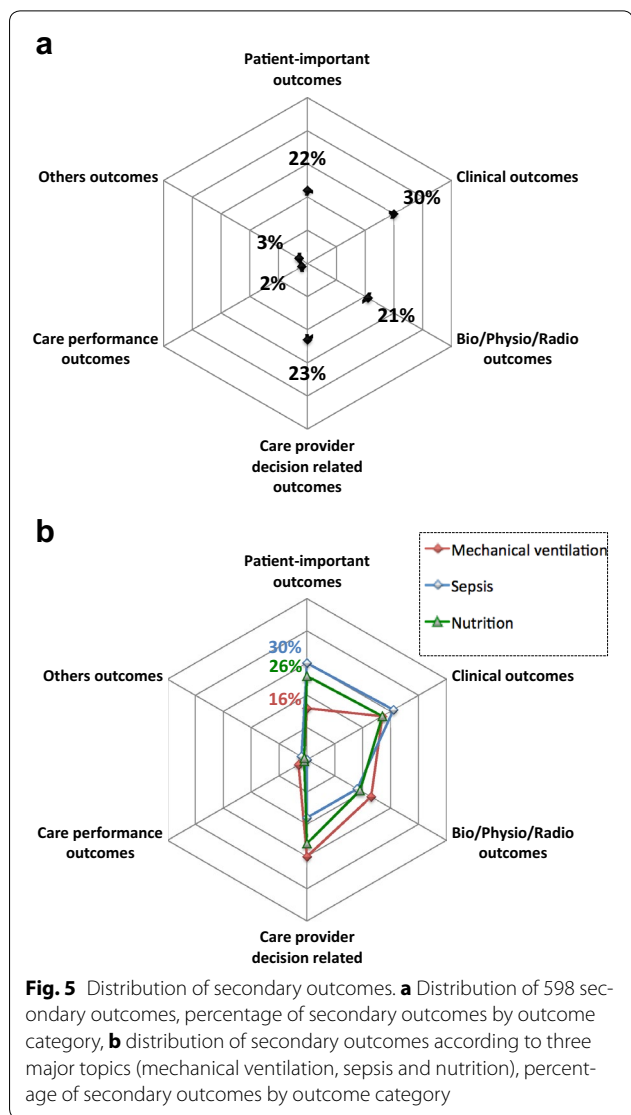 a
Patient-important
outcomes
22%
Others outcomes
Clinical outcomes
30%
3%
2%
21%
Care performance
outcomes
Bio/Physio/Radio
outcomes
23%
Care provider
decision related
outcomes
b
Mechanical ventilation
Sepsis
Nutrition
Patient-important
outcomes
30%
26%
16%
Others outcomes
Clinical outcomes
Care performance
outcomes
Bio/Physio/Radio
outcomes
Care provider
decision related
Fig. 5 Distribution of secondary outcomes. a Distribution of 598 sec-
ondary outcomes, percentage of secondary outcomes by outcome
category, b distribution of secondary outcomes according to three
major topics (mechanical ventilation, sepsis and nutrition), percent-
age of secondary outcomes by outcome category